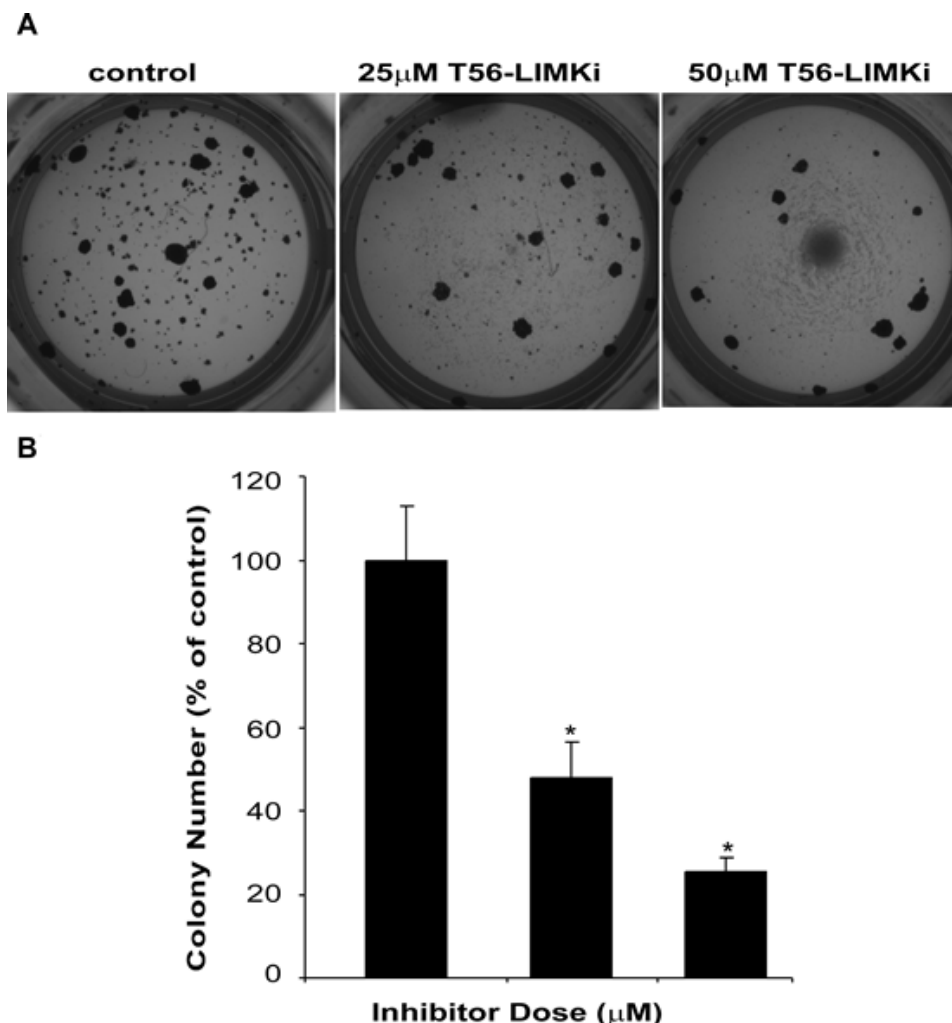 A
control 25μM T56-LIMKi 50μM T56-LIMKi
B
Colony Number (% of control)
120
100
80
60
40
20
0
*
*
Inhibitor Dose (μM)